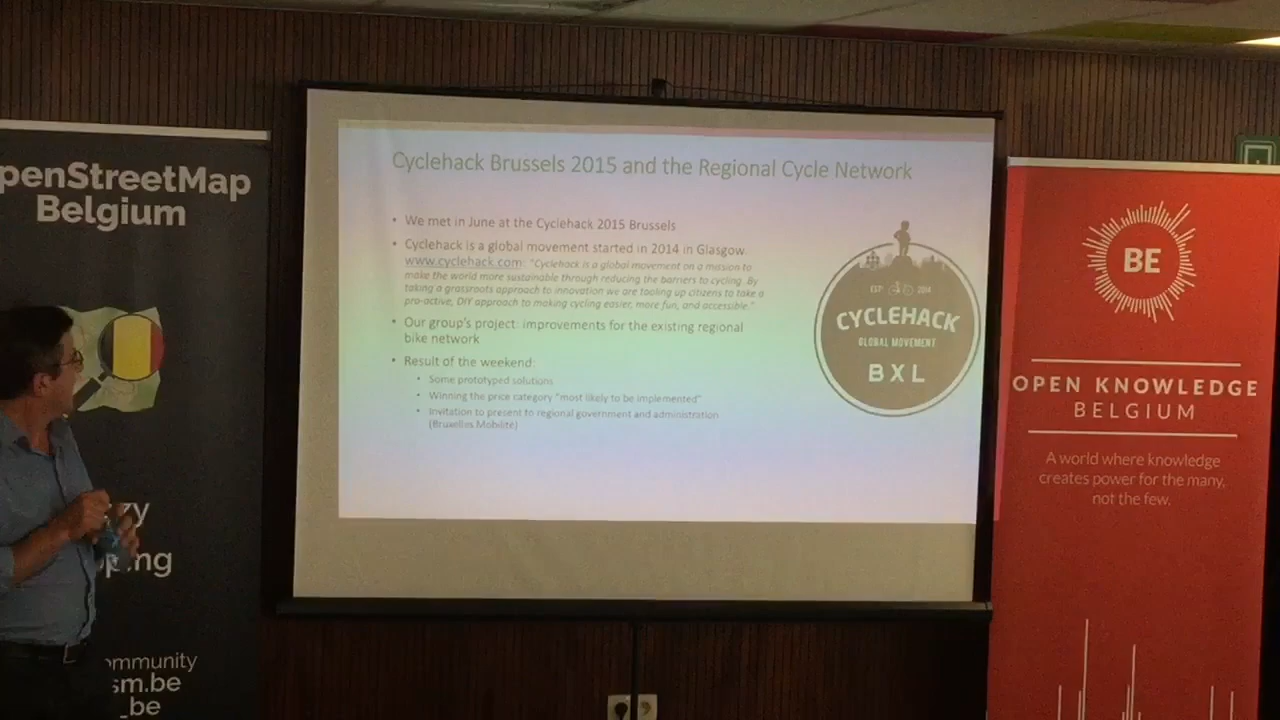 penStreetMap
Belgium
zy
pping
ommunity
sm.be
_be
Cyclehack Brussels 2015 and the Regional Cycle Network
• We met in June at the Cyclehack 2015 Brussels
• Cyclehack is a global movement started in 2014 in Glasgow.
www.cyclehack.com: "Cyclehack is a global movement on a mission to
make the world more sustainable through reducing the barriers to cycling. By
taking a grassroots approach to innovation we are tooling up citizens to take a
pro-active, DIY approach to making cycling easier, more fun, and accessible."
• Our group's project: improvements for the existing regional
bike network
• Result of the weekend:
• Some prototyped solutions
• Winning the price category "most likely to be implemented"
• Invitation to present to regional government and administration
(Bruxelles Mobilité)
EST 2014
CYCLEHACK
GLOBAL MOVEMENT
BXL
BE
OPEN KNOWLEDGE
BELGIUM
A world where knowledge
creates power for the many,
not the few.